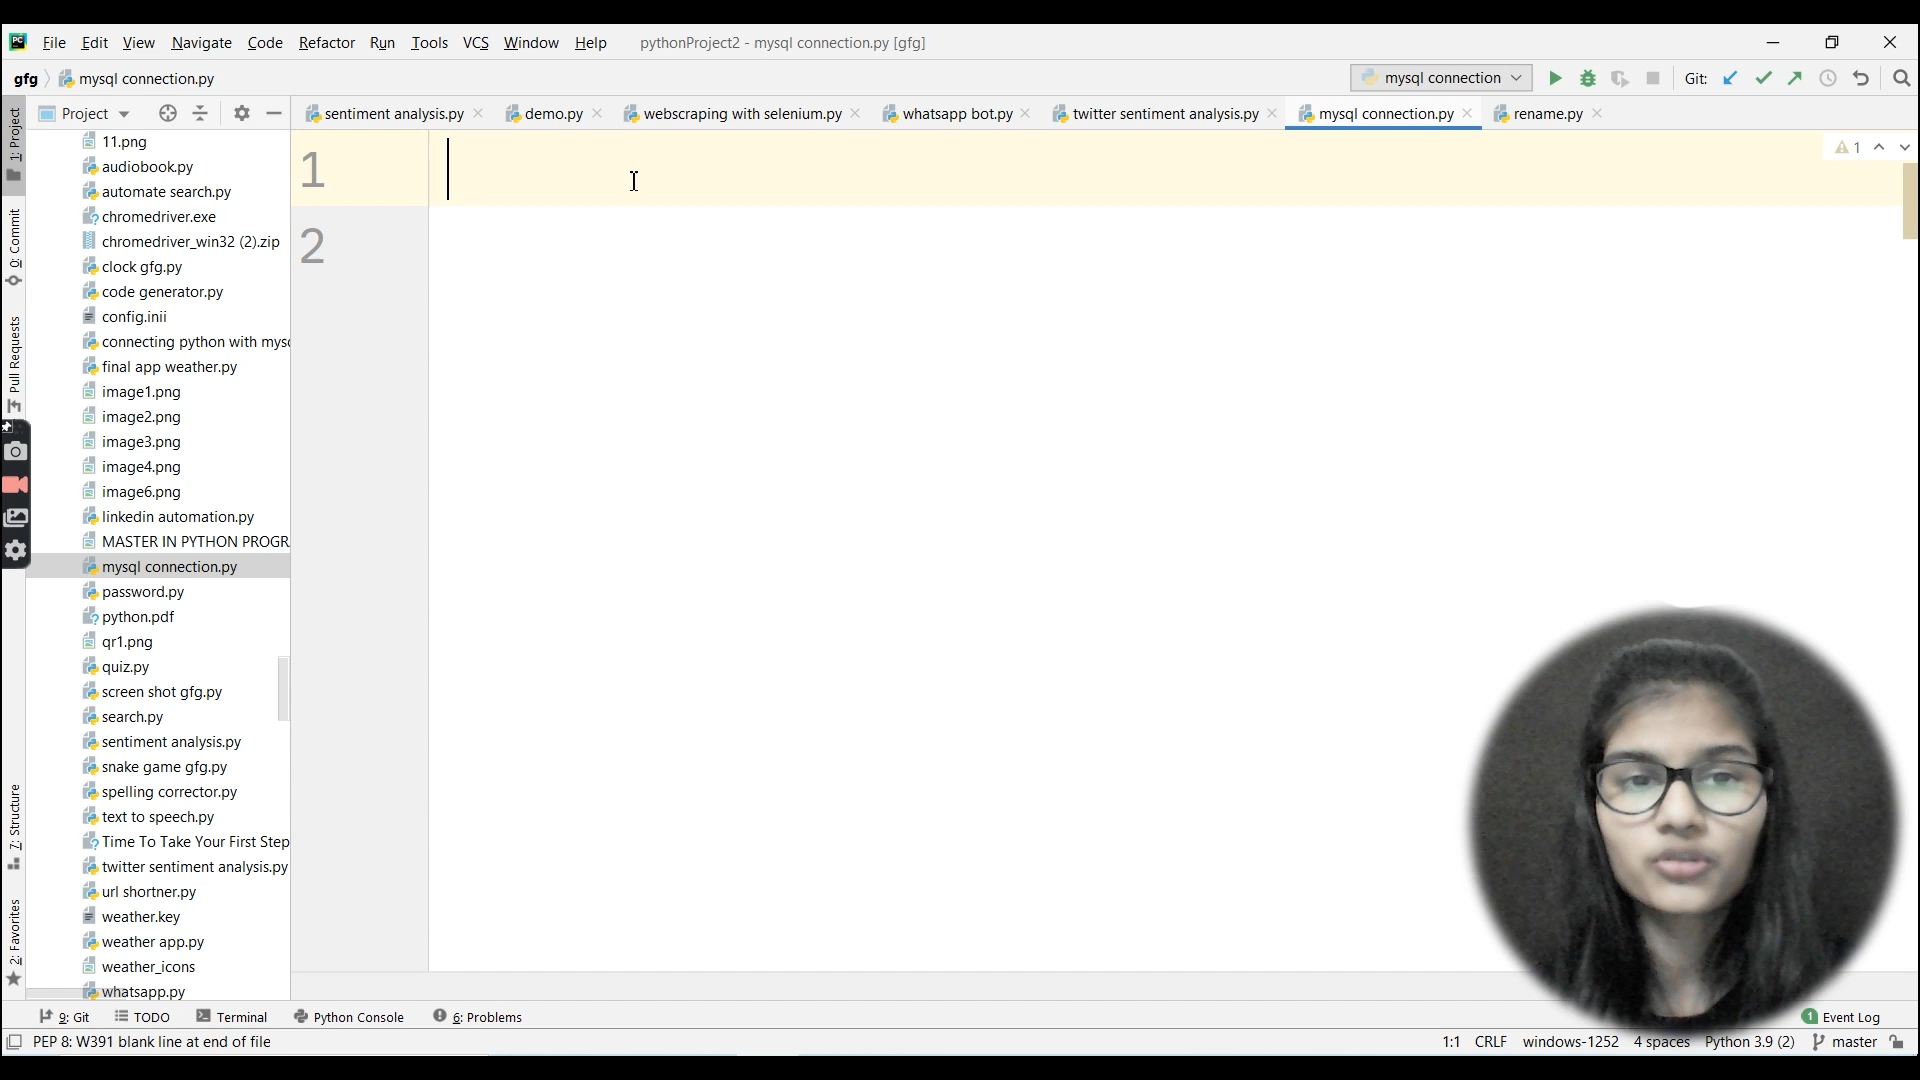 PC File Edit View Navigate Code Refactor Run Tools VCS Window Help pythonProject2 - mysql connection.py [gfg]
gfg mysql connection.py mysql connection Git:
1: Project
Project
sentiment analysis.py demo.py webscraping with selenium.py whatsapp bot.py twitter sentiment analysis.py mysql connection.py rename.py
0: Commit
Pull Requests
7: Structure
2: Favorites
11.png
audiobook.py
automate search.py
chromedriver.exe
chromedriver_win32 (2).zip
clock gfg.py
code generator.py
config.inii
connecting python with mysq
final app weather.py
image1.png
image2.png
image3.png
image4.png
image6.png
linkedin automation.py
MASTER IN PYTHON PROGR
mysql connection.py
password.py
python.pdf
qr1.png
quiz.py
screen shot gfg.py
search.py
sentiment analysis.py
snake game gfg.py
spelling corrector.py
text to speech.py
Time To Take Your First Step
twitter sentiment analysis.py
url shortner.py
weather.key
weather app.py
weather_icons
whatsapp.py
1
2
1
9: Git TODO Terminal Python Console 6: Problems 1 Event Log
PEP 8: W391 blank line at end of file 1:1 CRLF windows-1252 4 spaces Python 3.9 (2) master